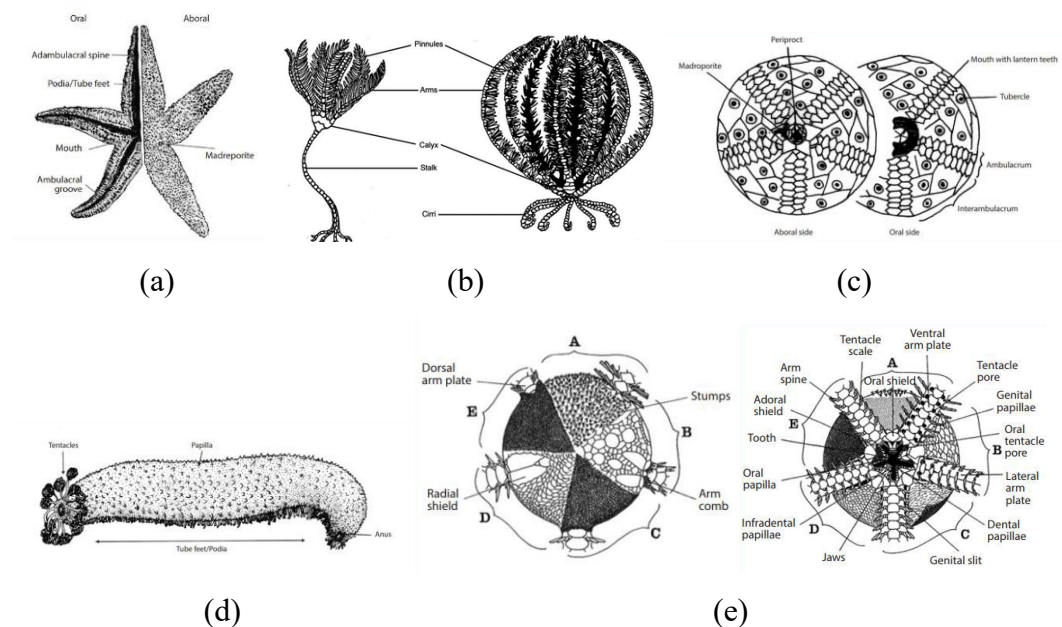 Oral
Aboral
Adambulacral spine
Podia/Tube feet
Mouth
Madreporite
Ambulacral
groove
(a)
Pinnules
Arms
Calyx
Stalk
Cirri
(b)
Periproct
Madroporite
Mouth with lantern teeth
Tubercle
Ambulacrum
Interambulacrum
Aboral side
Oral side
(c)
Tentacles
Papilla
Anus
Tube feet/Podia
(d)
A
Dorsal
arm plate
E
Stumps
B
Radial
shield
D
Arm
comb
C
Tentacle
scale
Ventral
arm plate
A
Arm
spine
Oral shield
Tentacle
pore
Adoral
shield
Genital
papillae
E
Tooth
Oral
tentacle
pore
B
Oral
papilla
Lateral
arm
plate
Infradental
papillae
D
Dental
papillae
C
Jaws
Genital slit
(e)